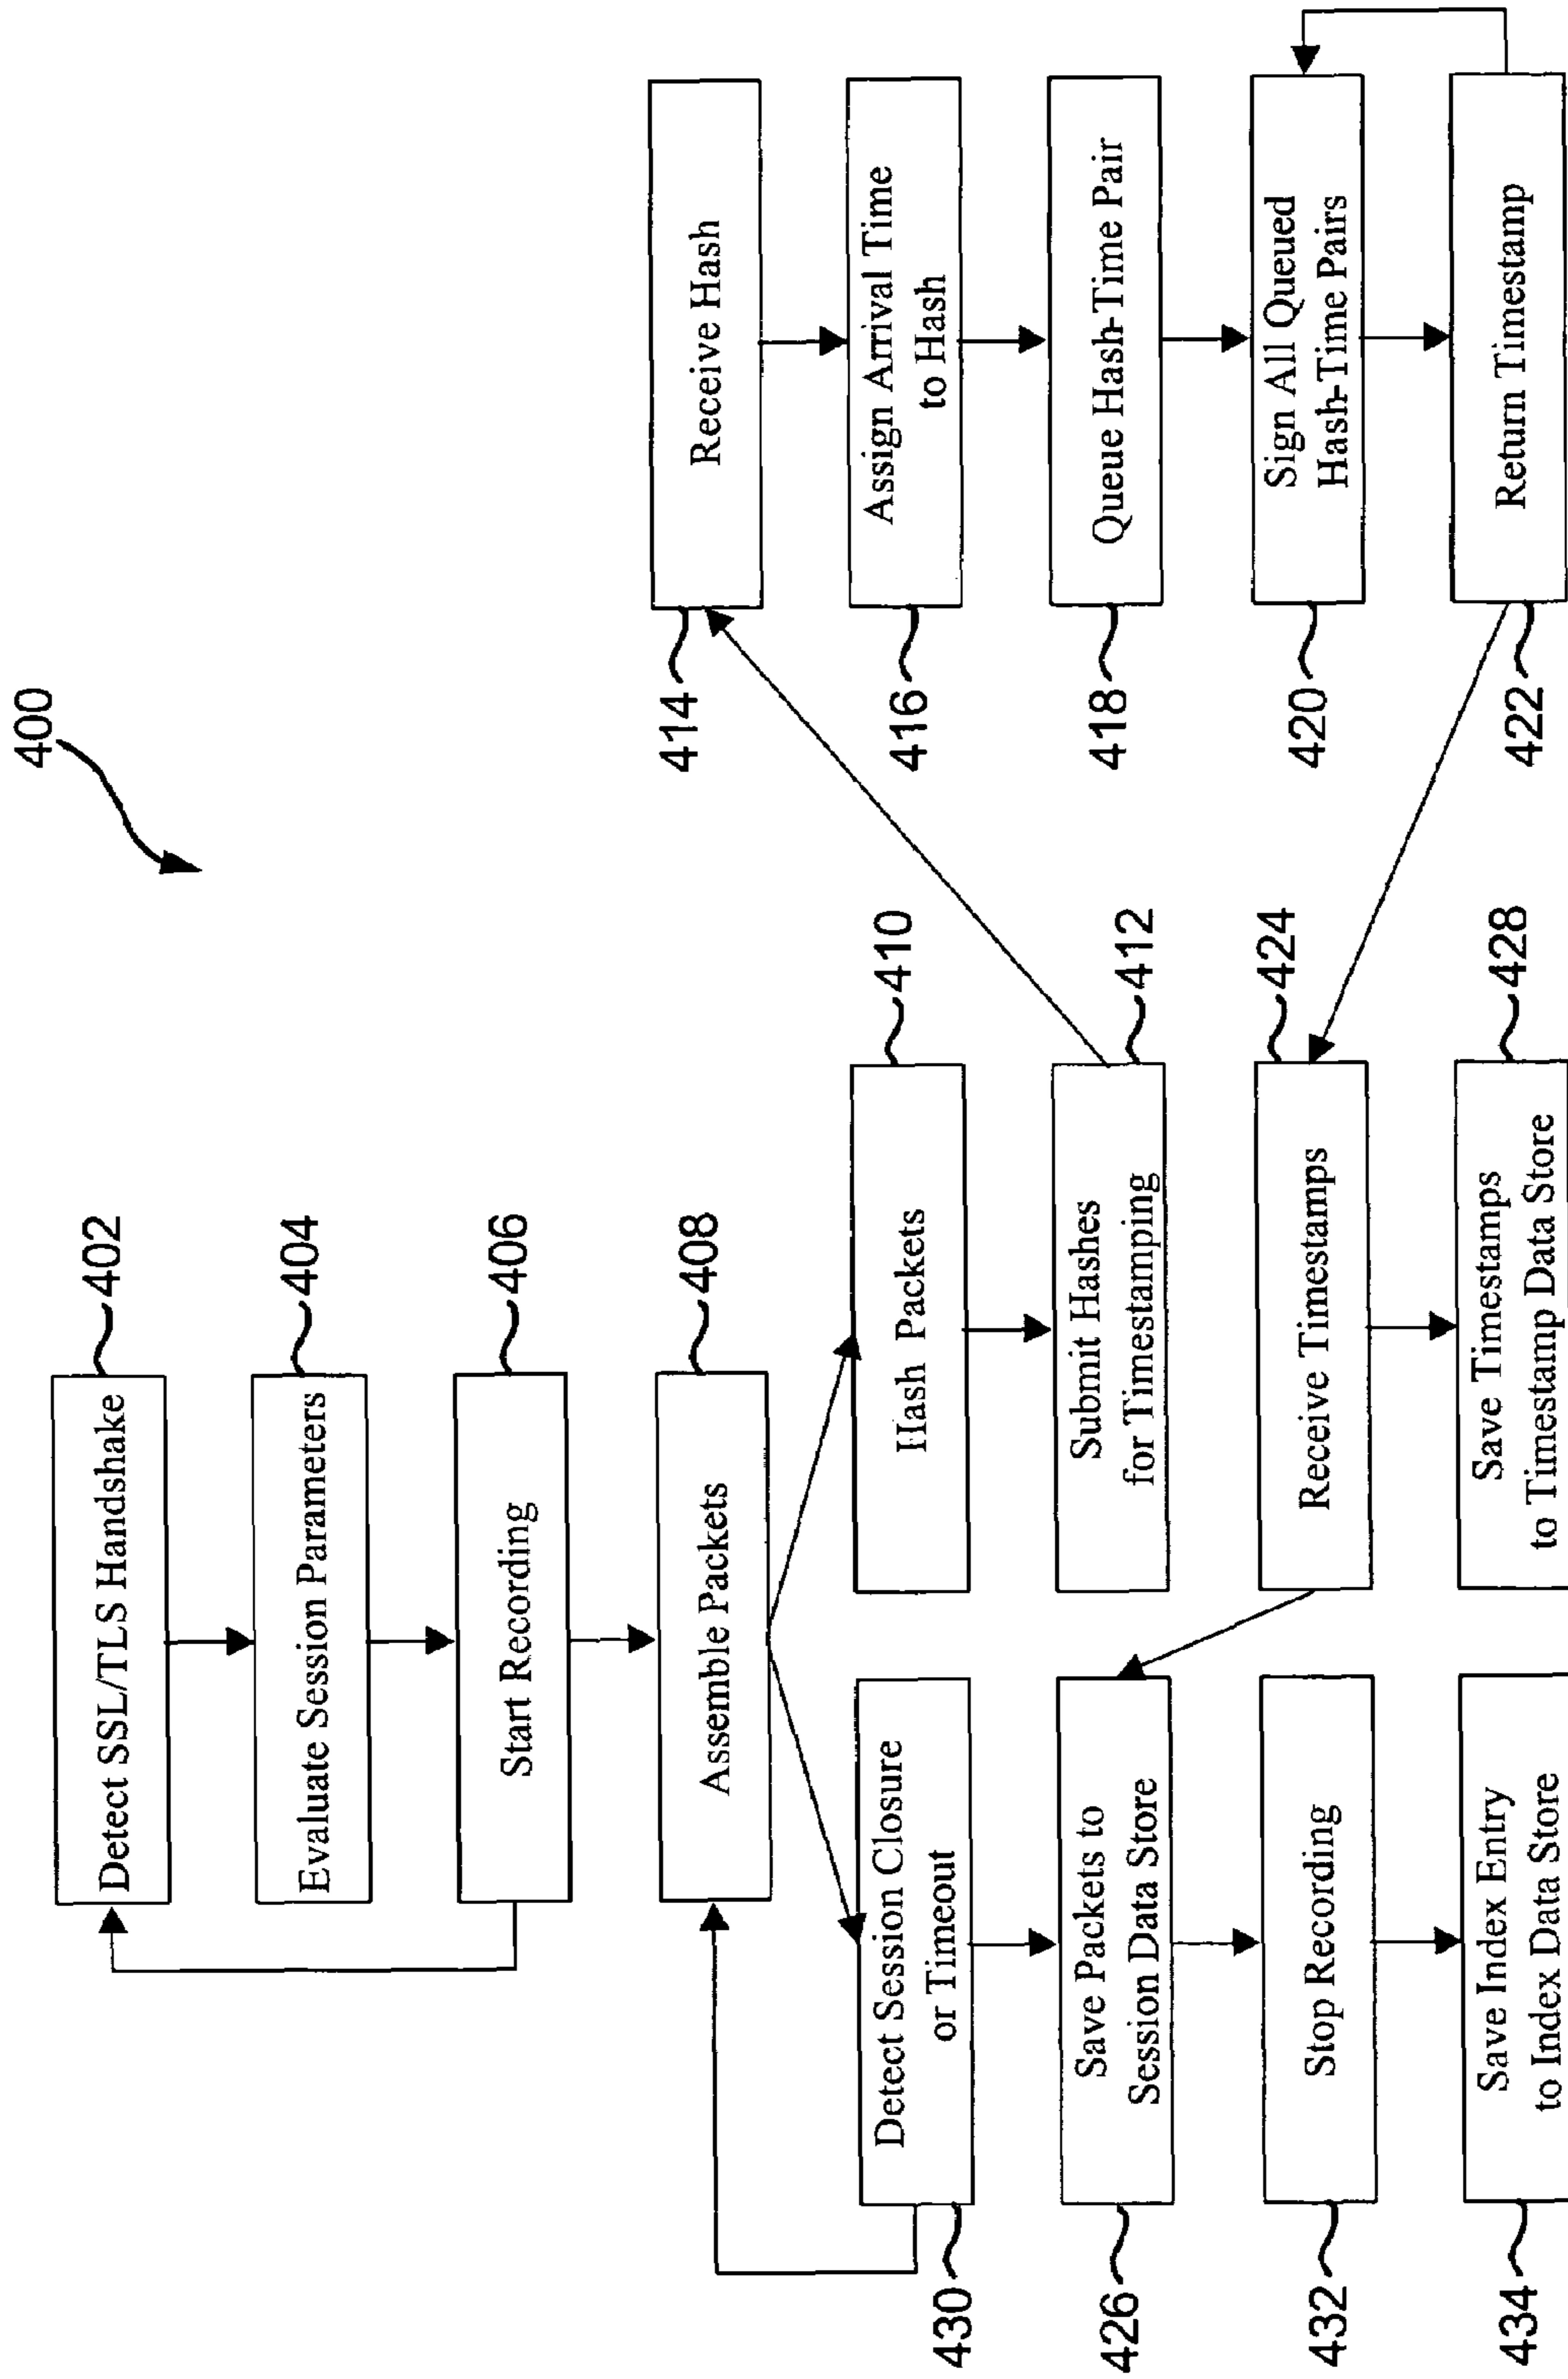 400
Detect SSL/TLS Handshake
402
Evaluate Session Parameters
404
Start Recording
406
Assemble Packets
408
430
Detect Session Closure
or Timeout
Hash Packets
410
426
Save Packets to
Session Data Store
Submit Hashes
for Timestamping
412
432
Stop Recording
Receive Timestamps
424
434
Save Index Entry
to Index Data Store
Save Timestamps
to Timestamp Data Store
428
414
Receive Hash
416
Assign Arrival Time
to Hash
418
Queue Hash-Time Pair
420
Sign All Queued
Hash-Time Pairs
422
Return Timestamp